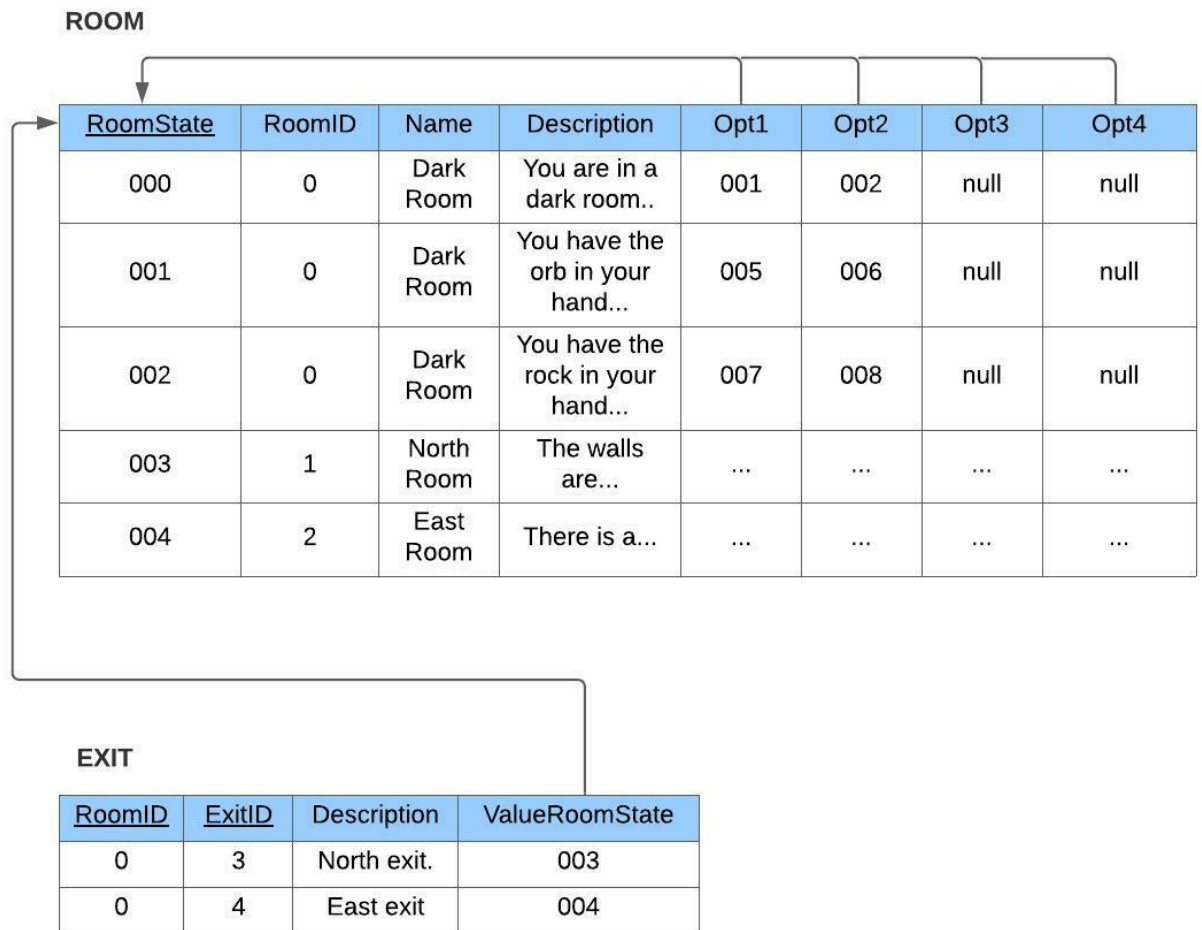 ROOM
RoomState RoomID Name Description Opt1 Opt2 Opt3 Opt4
000 0 Dark Room You are in a dark room.. 001 002 null null
001 0 Dark Room You have the orb in your hand... 005 006 null null
002 0 Dark Room You have the rock in your hand... 007 008 null null
003 1 North Room The walls are... ... ... ... ...
004 2 East Room There is a... ... ... ... ...
EXIT
RoomID ExitID Description ValueRoomState
0 3 North exit. 003
0 4 East exit 004